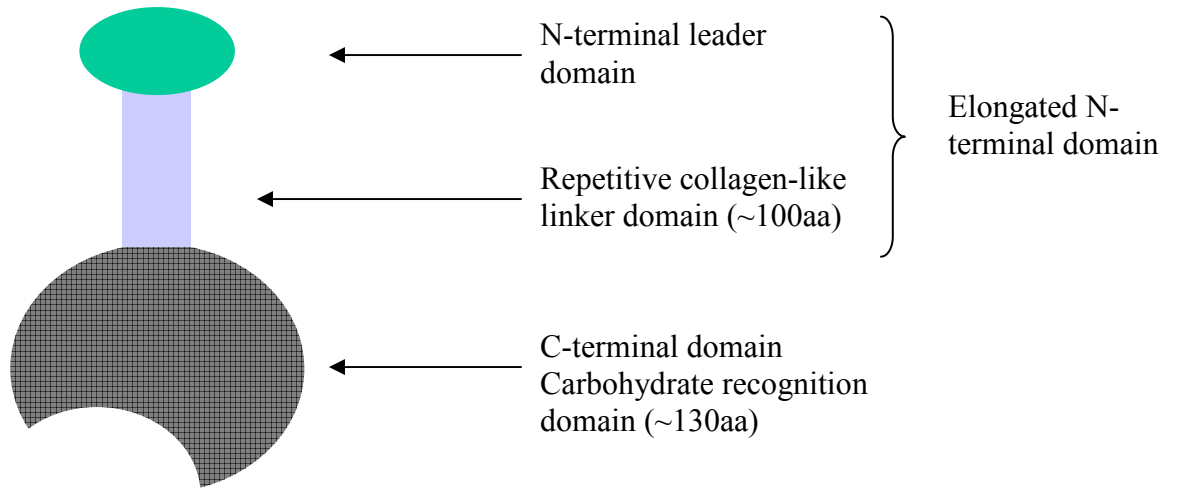 N-terminal leader
domain
Elongated N-
terminal domain
Repetitive collagen-like
linker domain (~100aa)
C-terminal domain
Carbohydrate recognition
domain (~130aa)